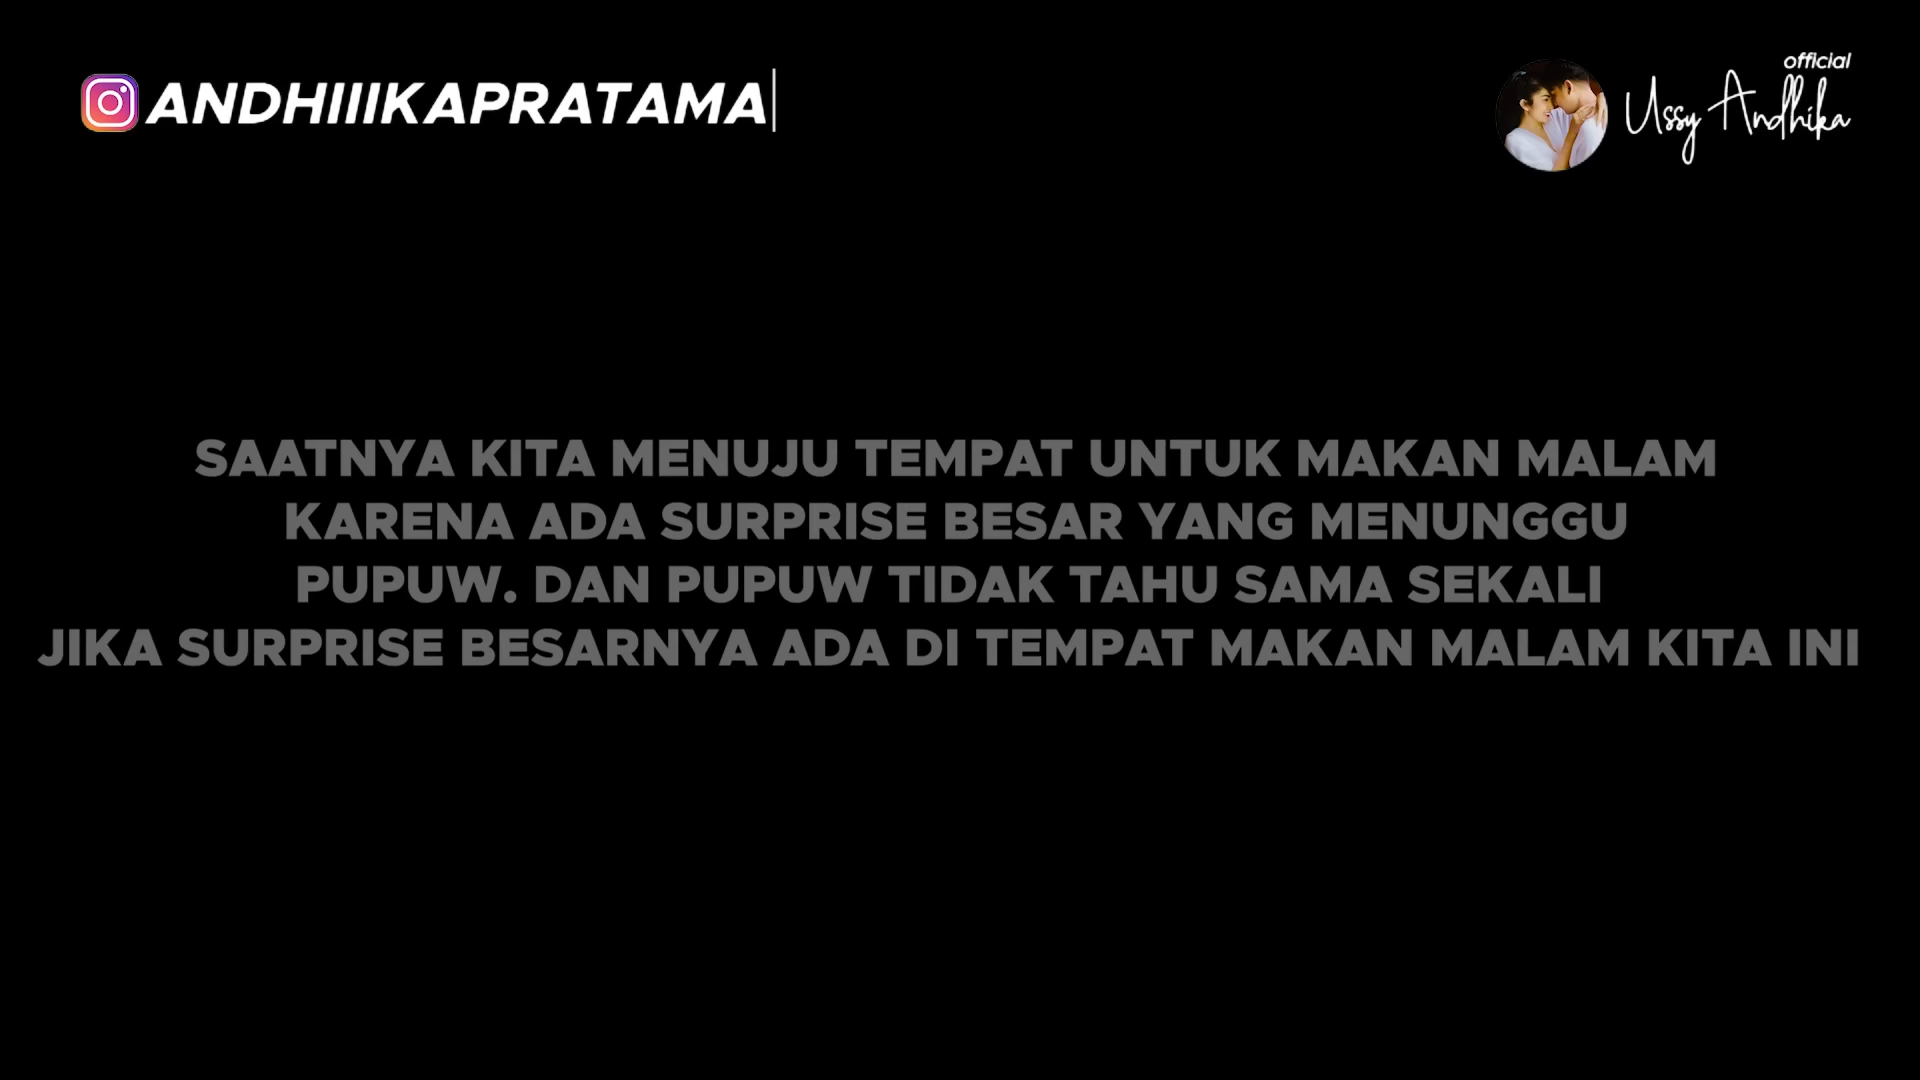 ANDHIIIKAPRATAMA
official
Ussy Andhika
SAATNYA KITA MENUJU TEMPAT UNTUK MAKAN MALAM
KARENA ADA SURPRISE BESAR YANG MENUNGGU
PUPUW. DAN PUPUW TIDAK TAHU SAMA SEKALI
JIKA SURPRISE BESARNYA ADA DI TEMPAT MAKAN MALAM KITA INI